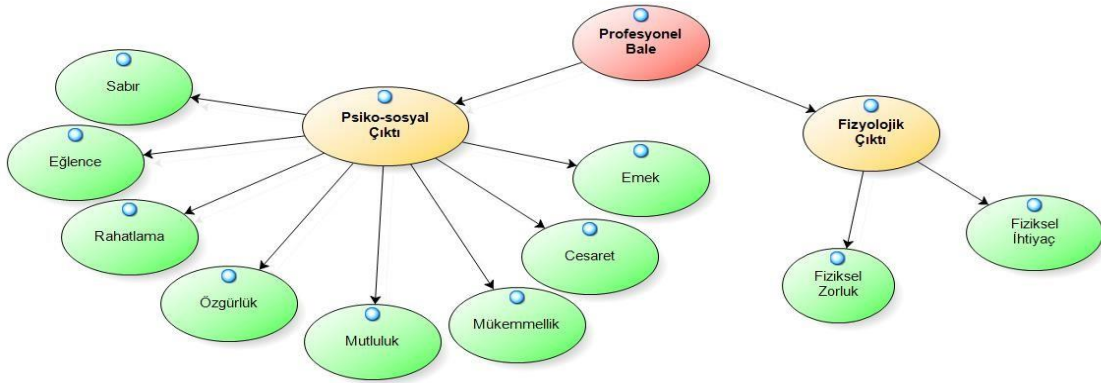 Profesyonel
Bale
Psiko-sosyal
Çıktı
Fizyolojik
Çıktı
Sabır
Eğlence
Rahatlama
Özgürlük
Mutluluk
Mükemmellik
Cesaret
Emek
Fiziksel
Zorluk
Fiziksel
İhtiyaç